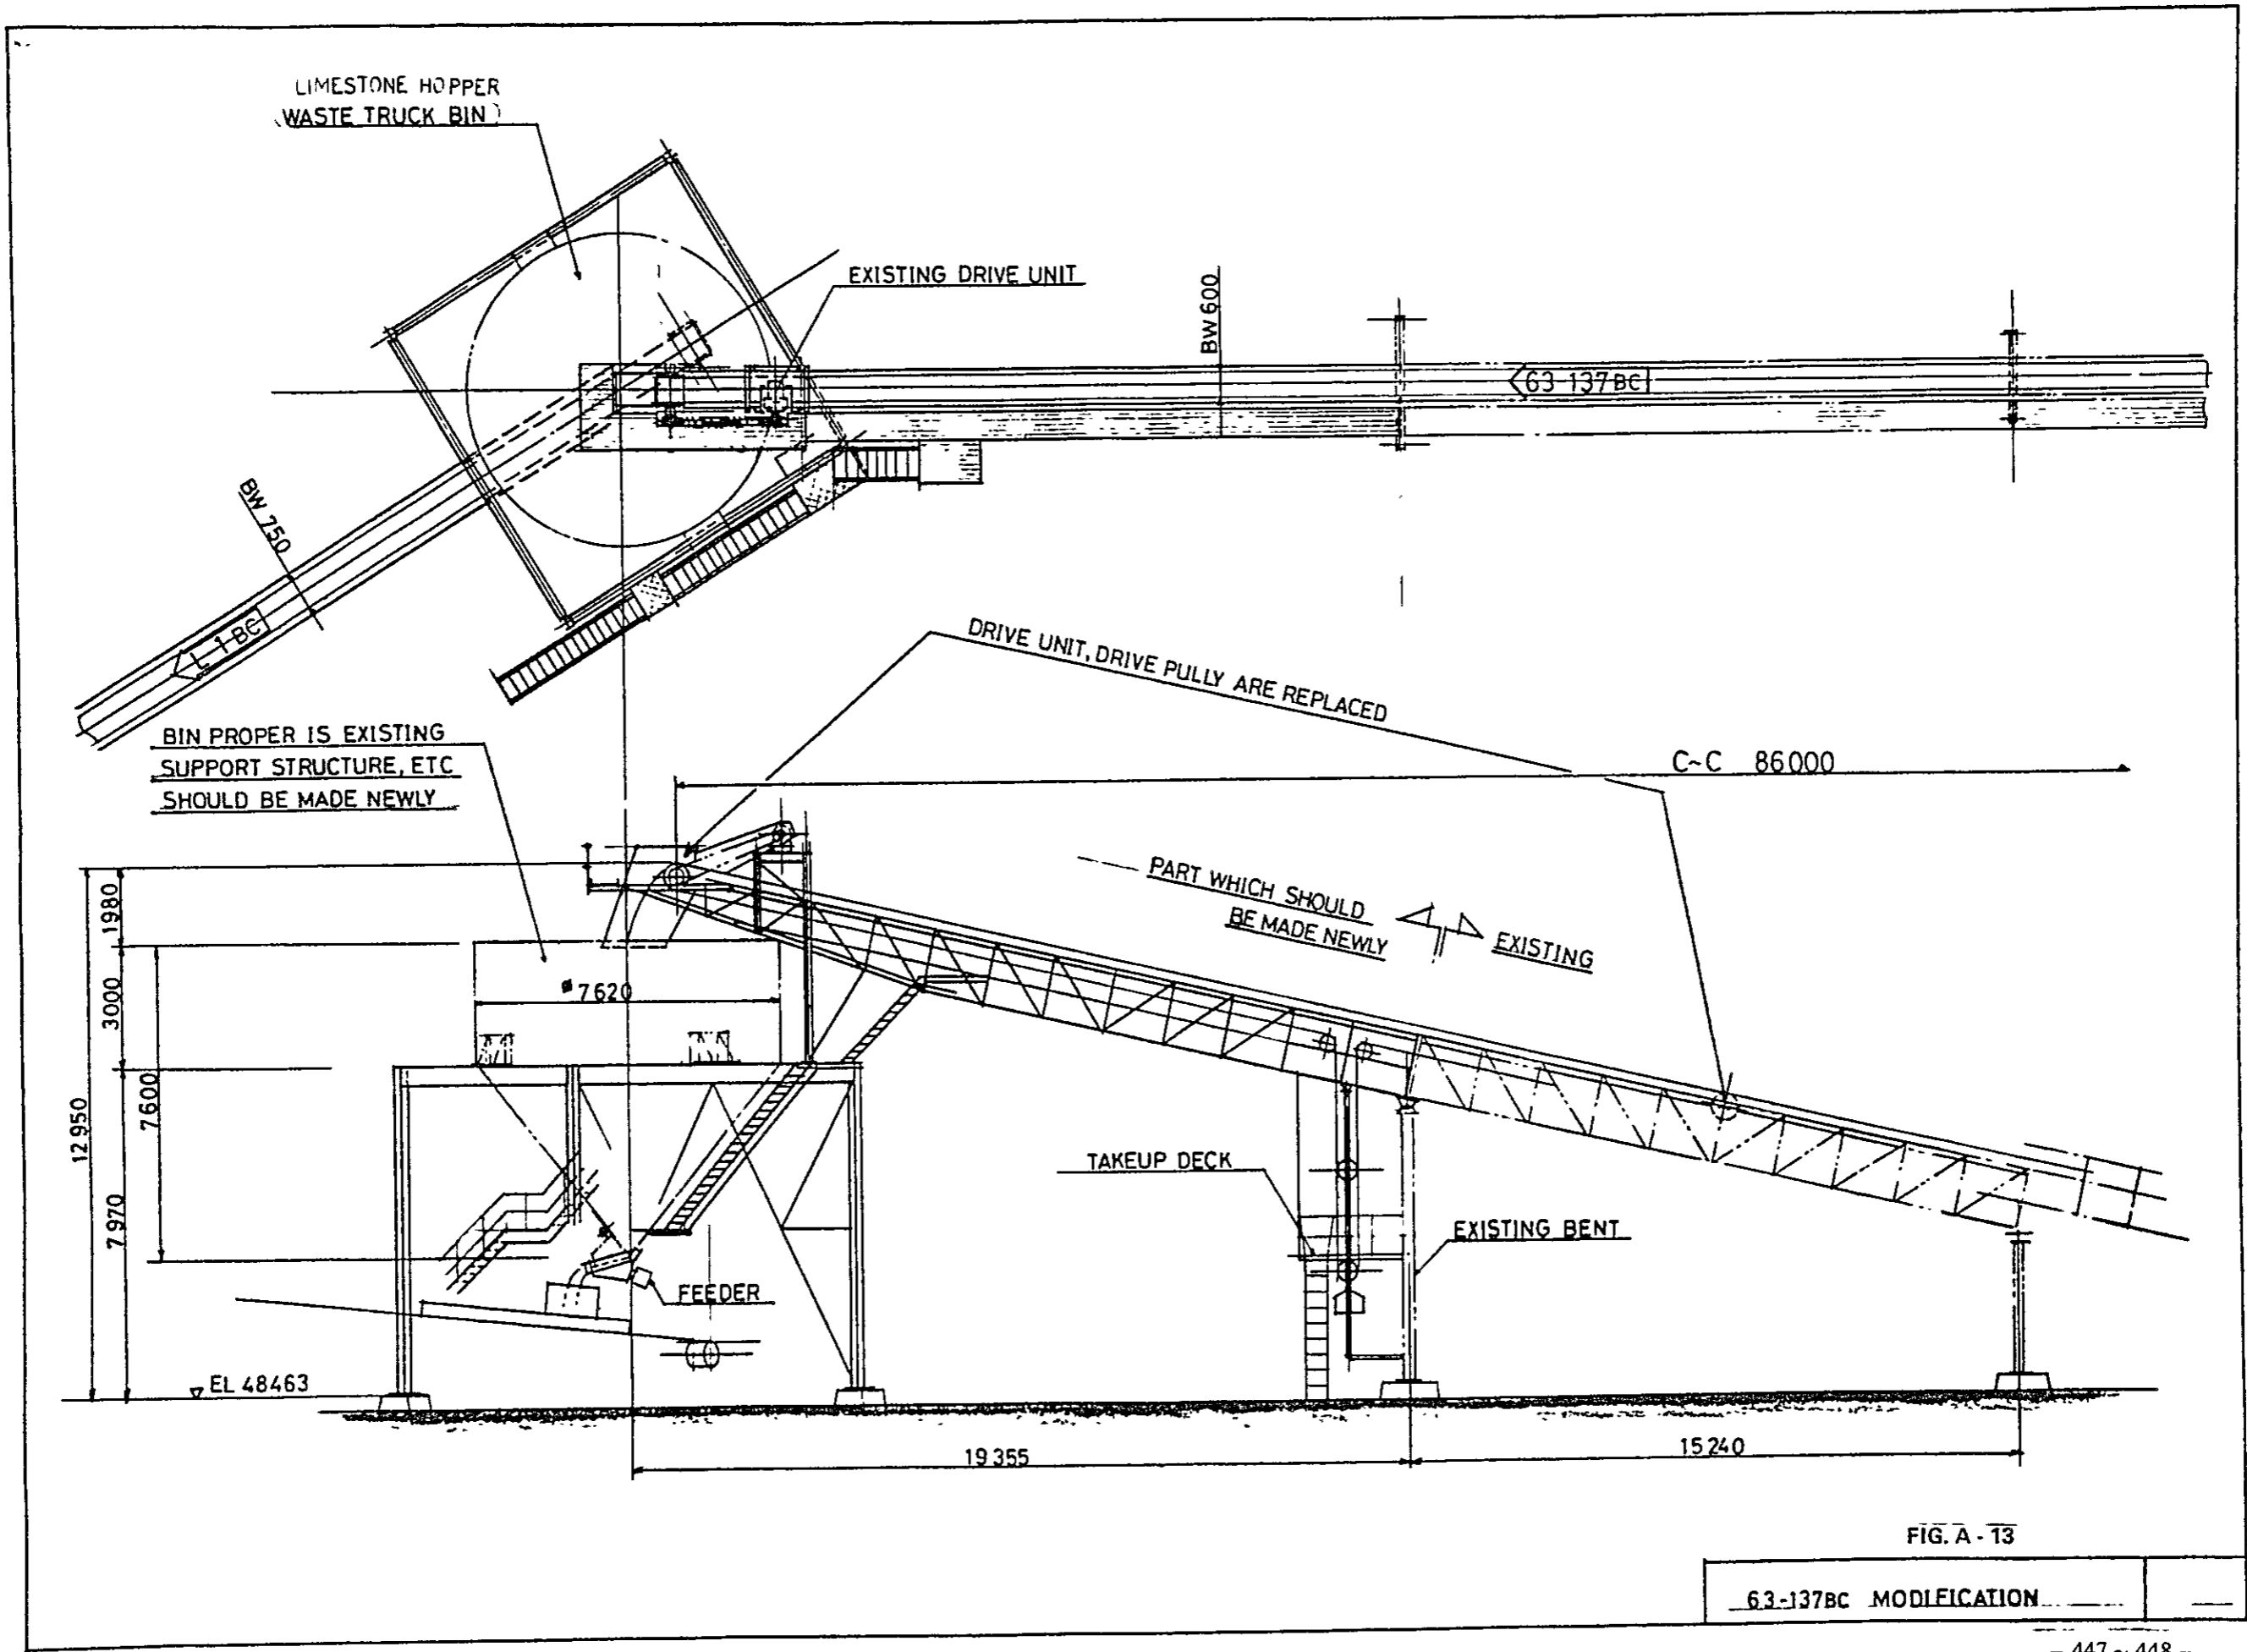 LIMESTONE HOPPER
(WASTE TRUCK BIN)
EXISTING DRIVE UNIT
BW 600
63-137BC
BW 750
L 1 BC
DRIVE UNIT, DRIVE PULLY ARE REPLACED
BIN PROPER IS EXISTING
SUPPORT STRUCTURE, ETC
SHOULD BE MADE NEWLY
C~C 86000
PART WHICH SHOULD
BE MADE NEWLY
EXISTING
1980
3000
7600
12950
7970
ø7620
TAKEUP DECK
EXISTING BENT
FEEDER
EL 48463
19355
15240
FIG. A - 13
63-137BC MODIFICATION
- 447 ~ 448 -